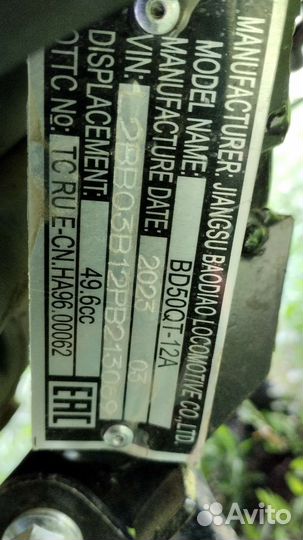 MANUFACTURER: JIANGSU BAODIAO LOCOMOTIVE CO.,LTD.
MODEL NAME: BD50QT-12A
MANUFACTURE DATE: 2023 03
VIN:
DISPLACEMENT: 49.6cc
OTTC No: TC RU E-CN.HA96.00062
EAC
Avito